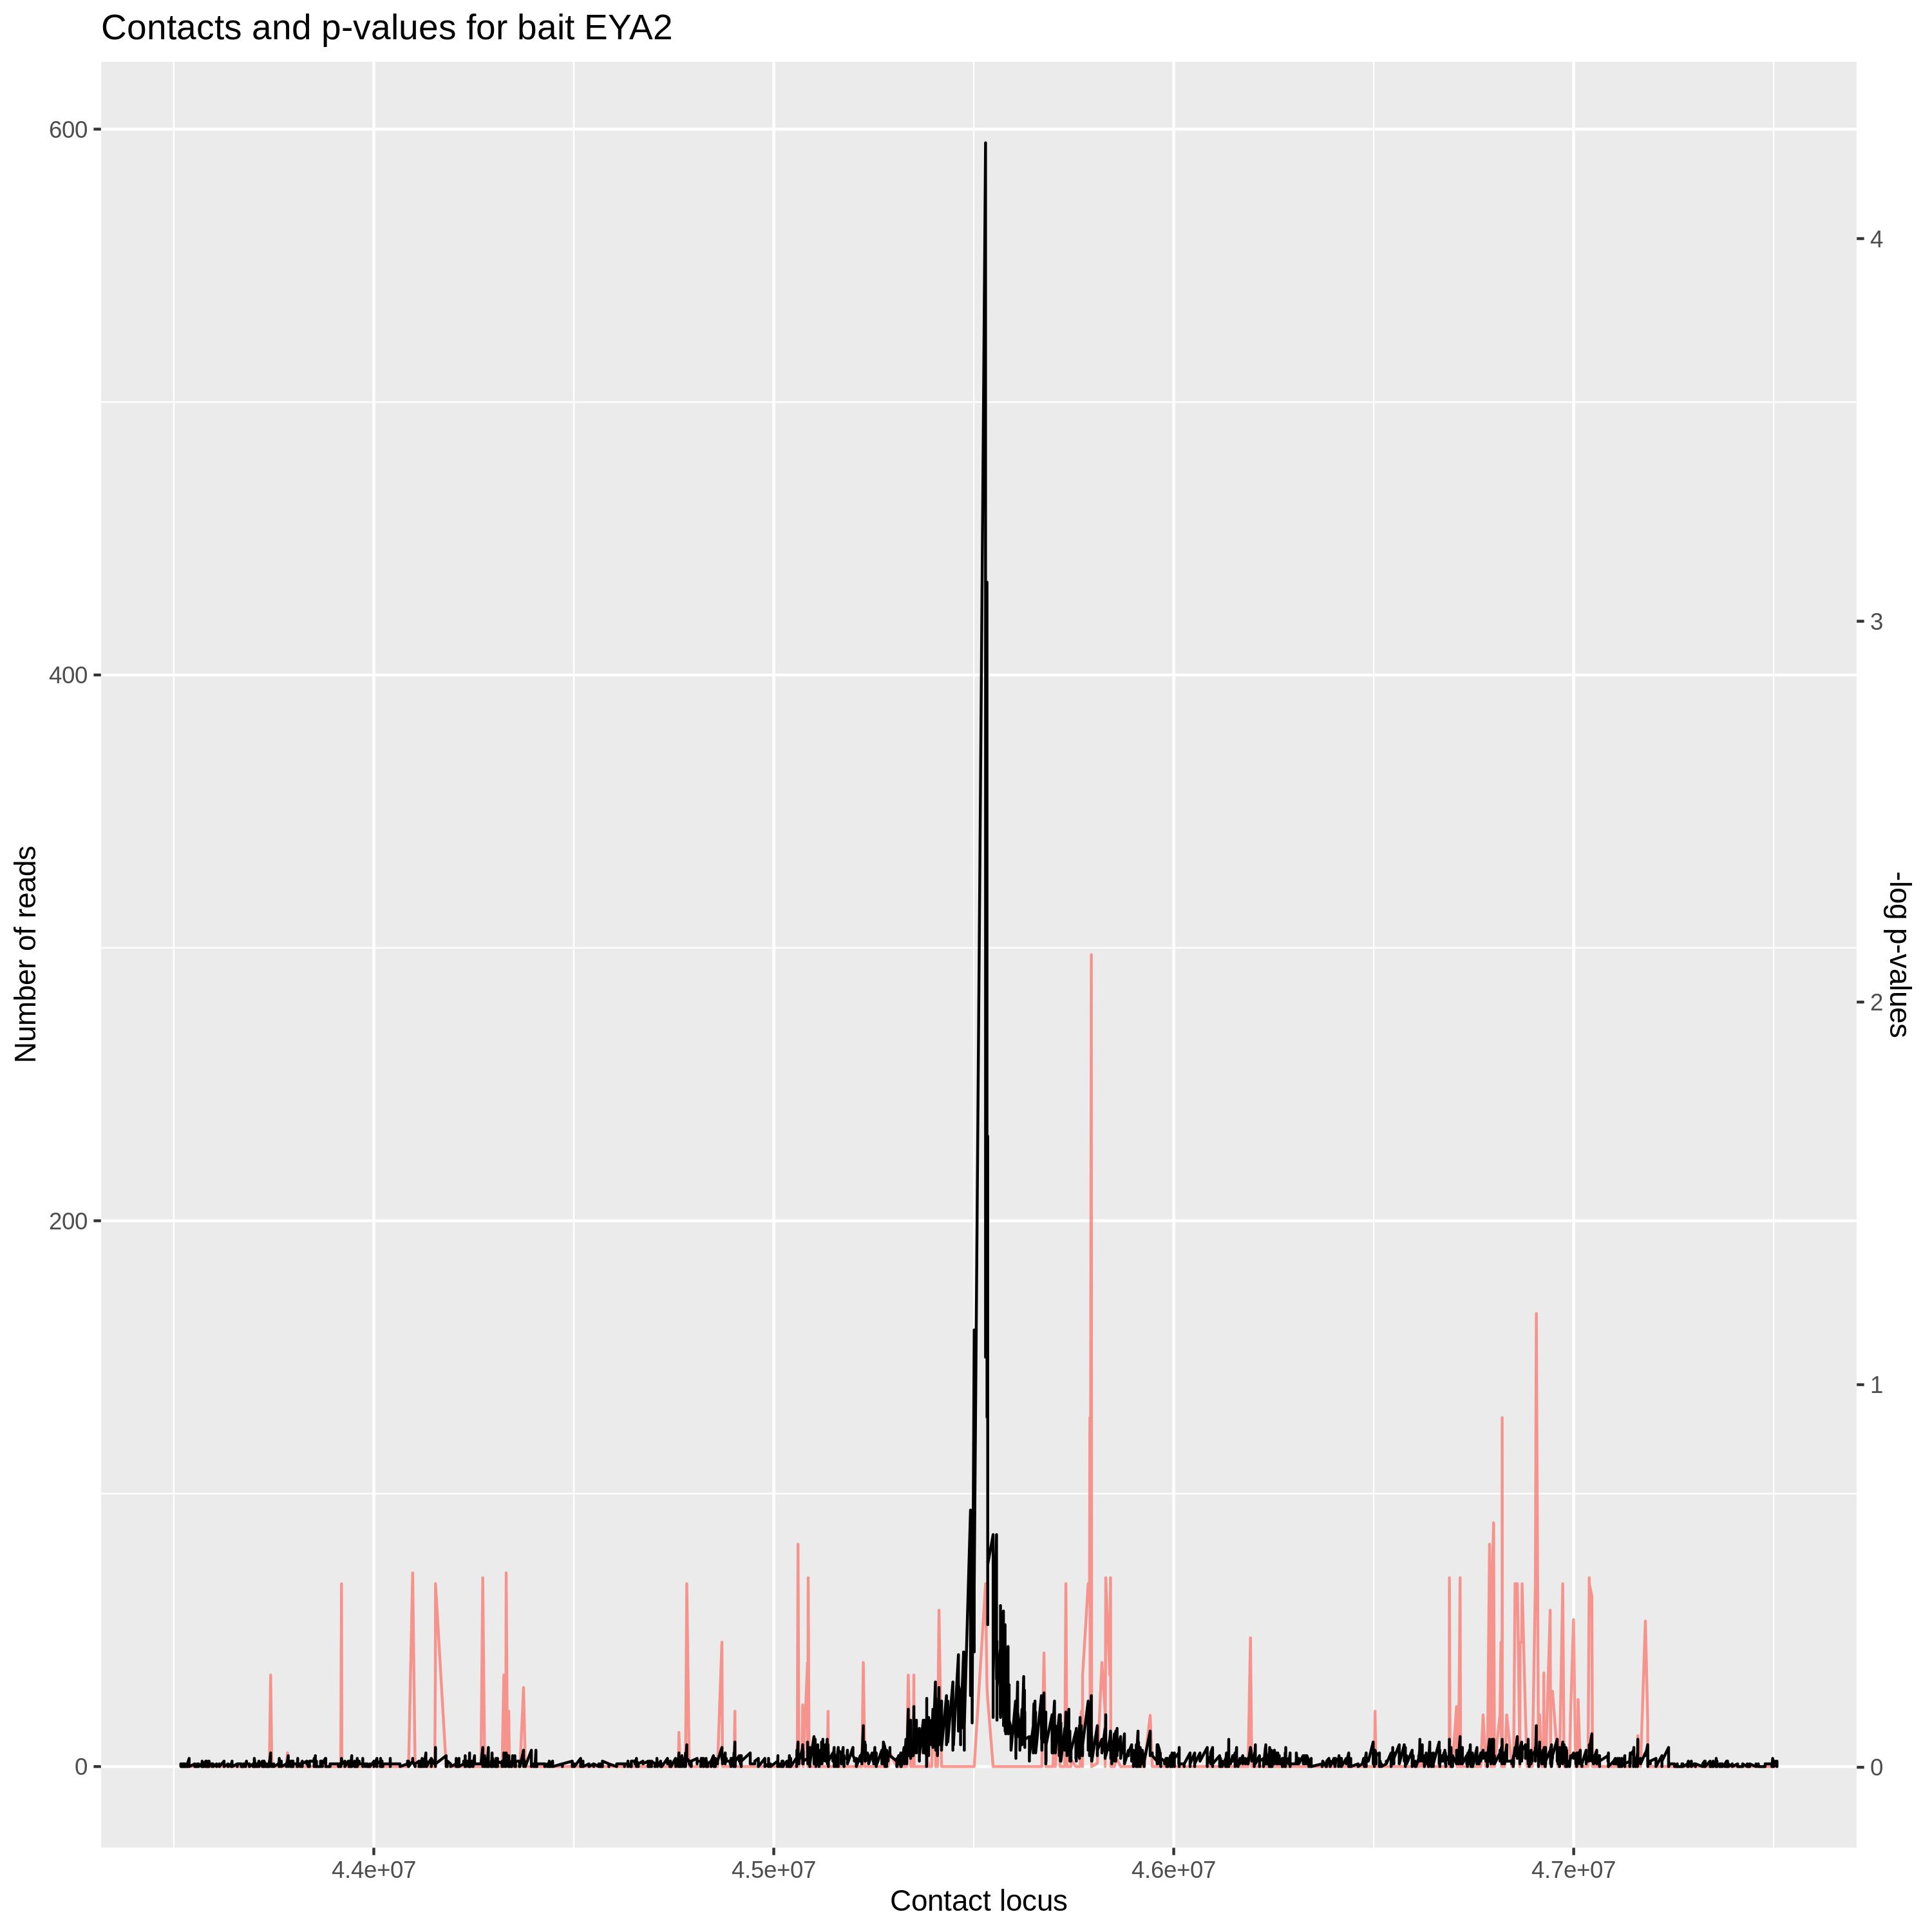 Contacts and p-values for bait EYA2
600
400
200
0
Number of reads
4
3
2
1
0
-log p-values
4.4e+07
4.5e+07
4.6e+07
4.7e+07
Contact locus